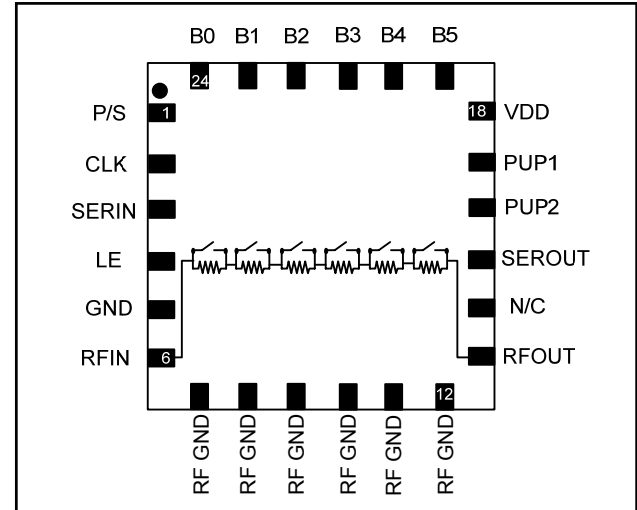 B0 B1 B2 B3 B4 B5
24
P/S 1 18 VDD
CLK PUP1
SERIN PUP2
LE SEROUT
GND N/C
RFIN 6 RFOUT
12
RF GND RF GND RF GND RF GND RF GND RF GND